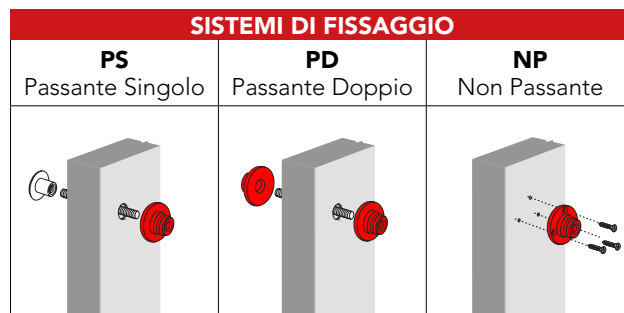 SISTEMI DI FISSAGGIO
PS
Passante Singolo
PD
Passante Doppio
NP
Non Passante